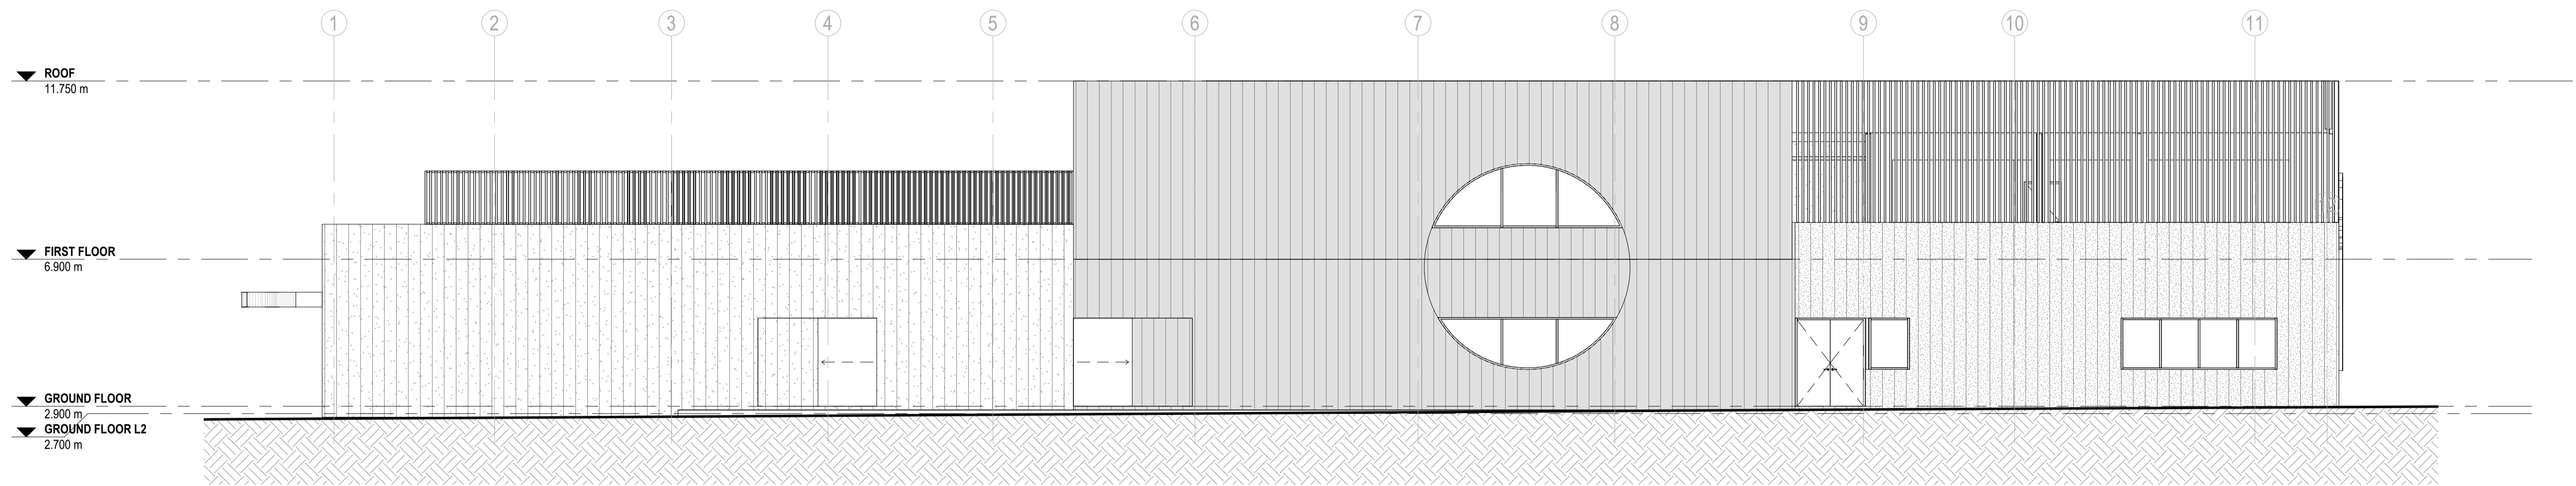 1 2 3 4 5 6 7 8 9 10 11
ROOF
11.750 m
FIRST FLOOR
6.900 m
GROUND FLOOR
2.900 m
GROUND FLOOR L2
2.700 m